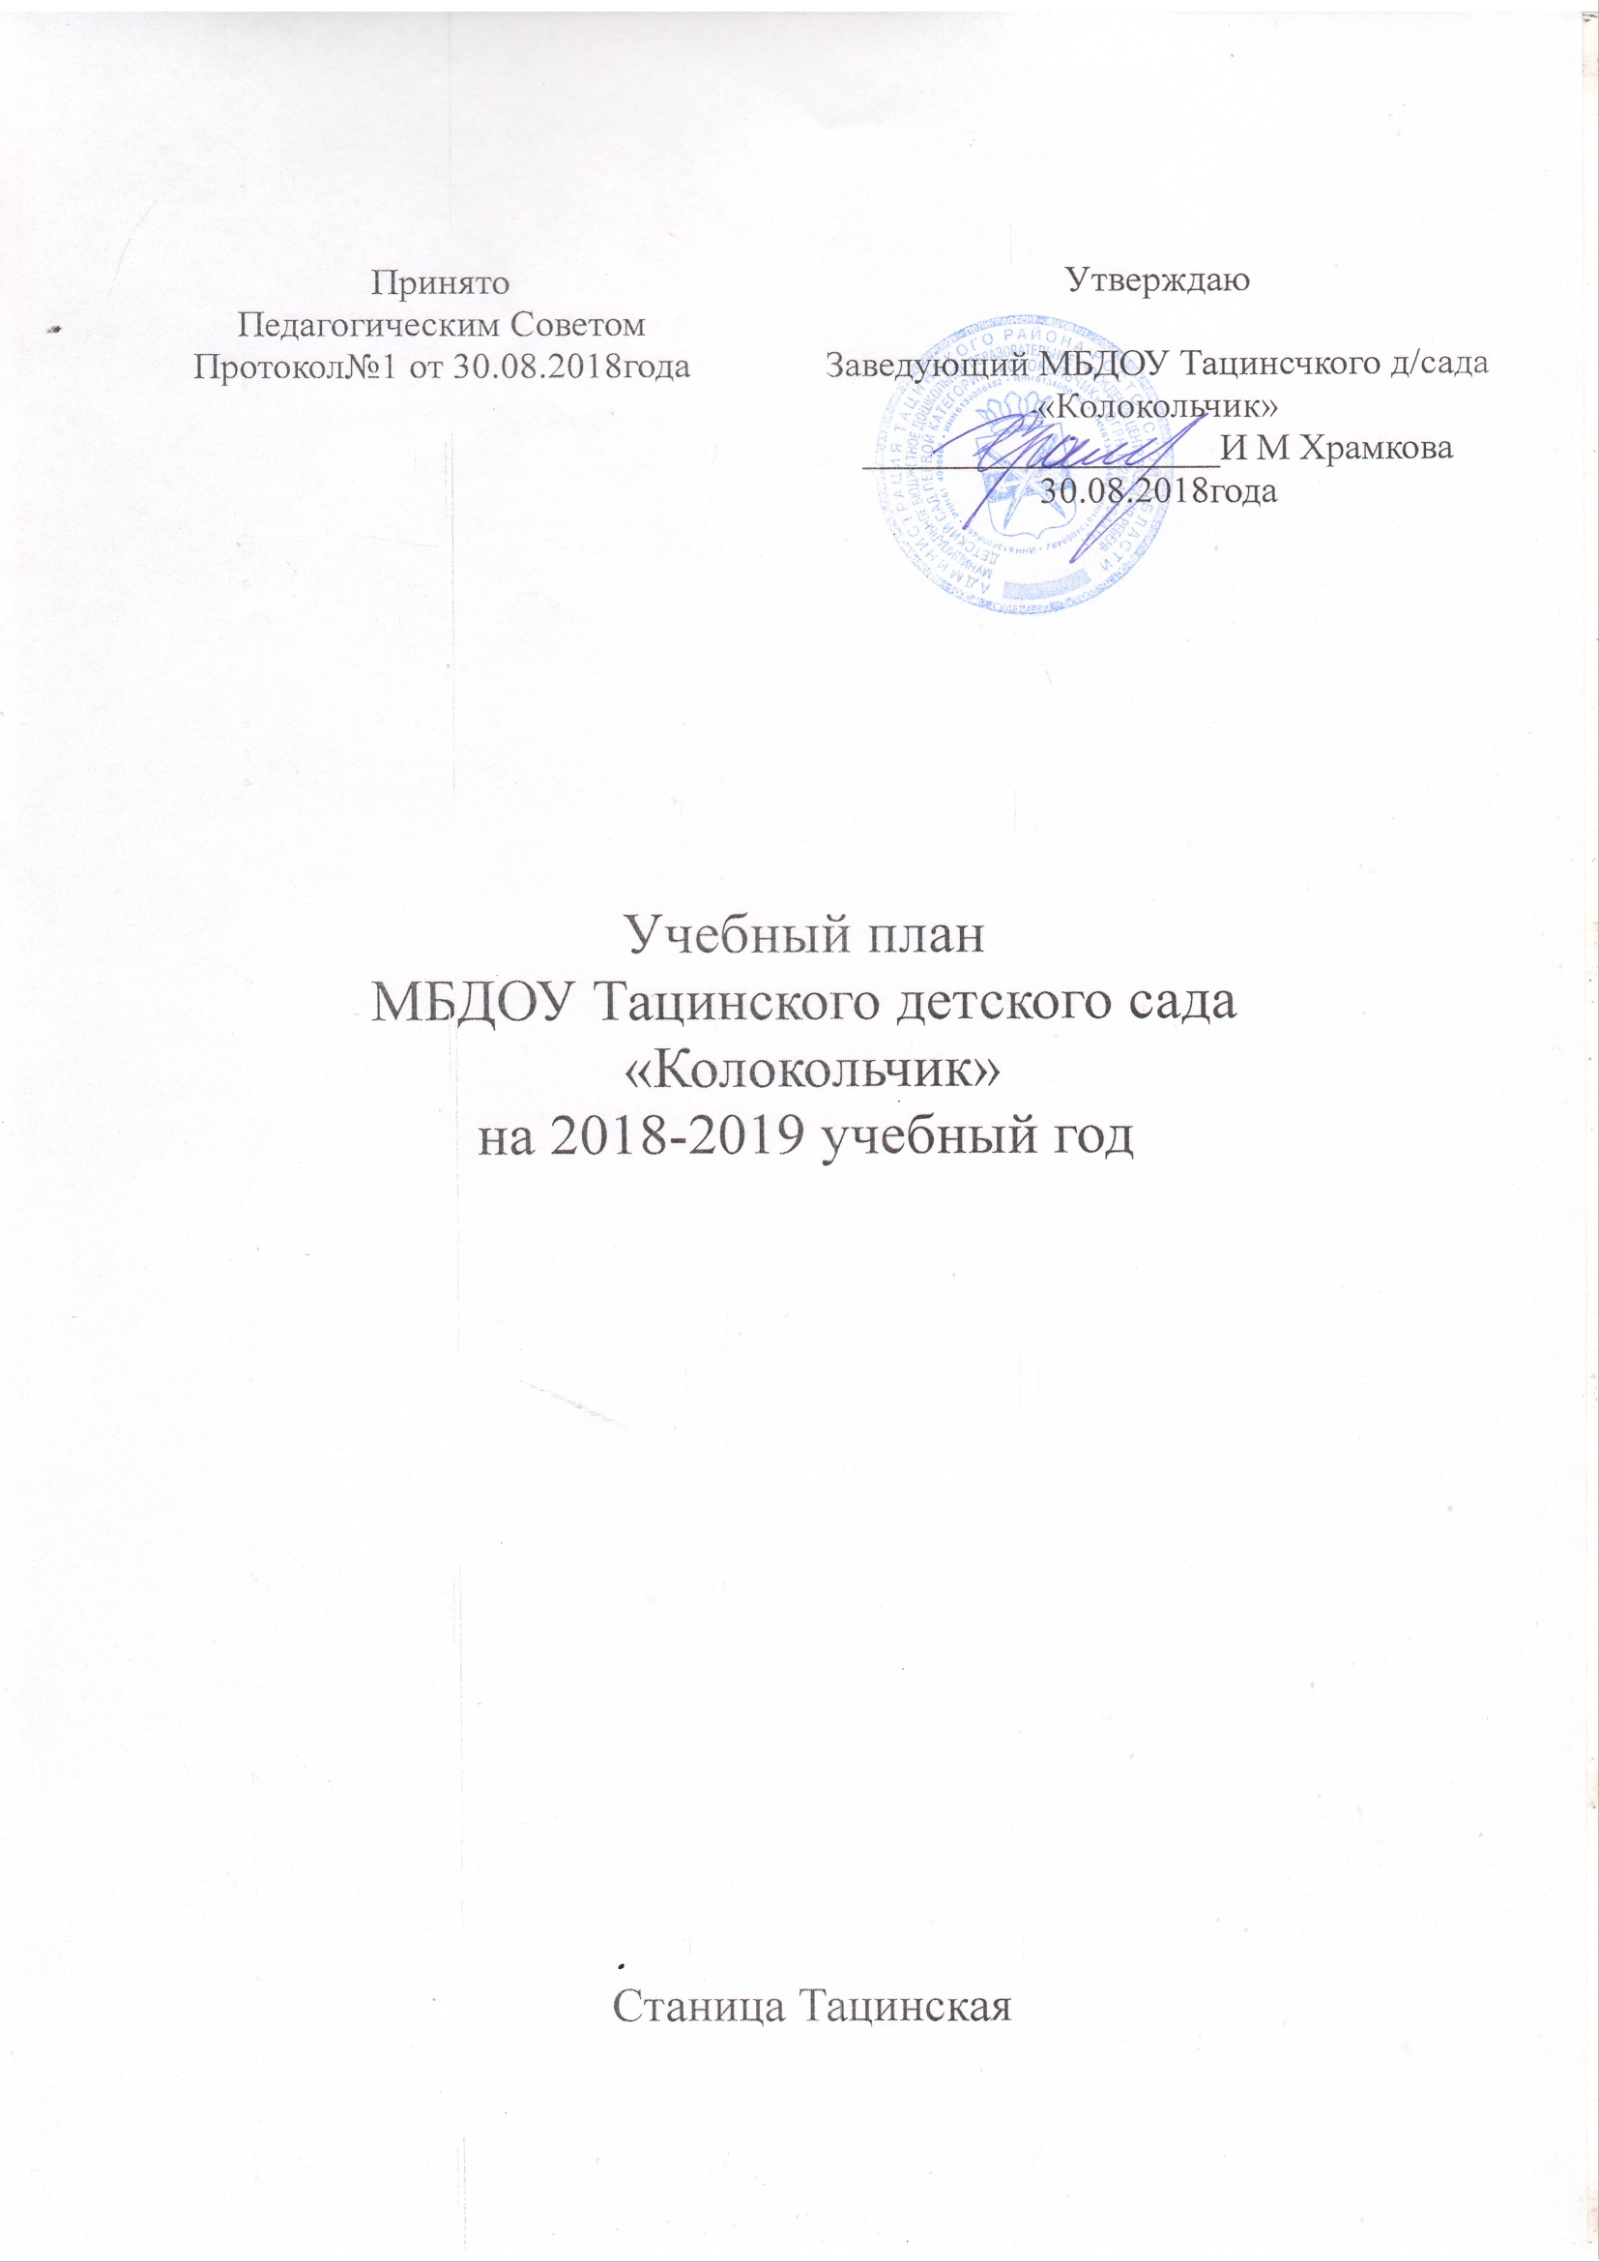 Принято
Педагогическим Советом
Протокол№1 от 30.08.2018года
Утверждаю
Заведующий МБДОУ Тацинсчкого д/сада
«Колокольчик»
____________________И М Храмкова
30.08.2018года
Учебный план
МБДОУ Тацинского детского сада
«Колокольчик»
на 2018-2019 учебный год
Станица Тацинская